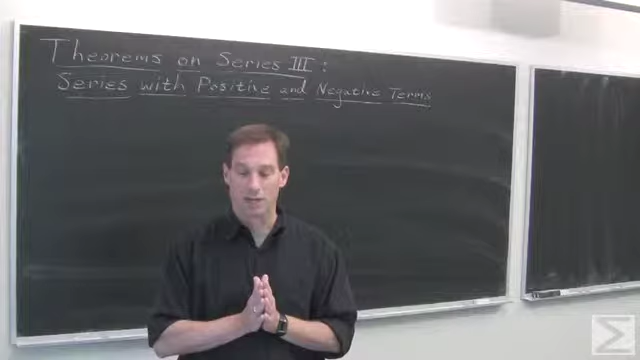 Theorems on Series III:
Series with Positive and Negative Terms
Σ